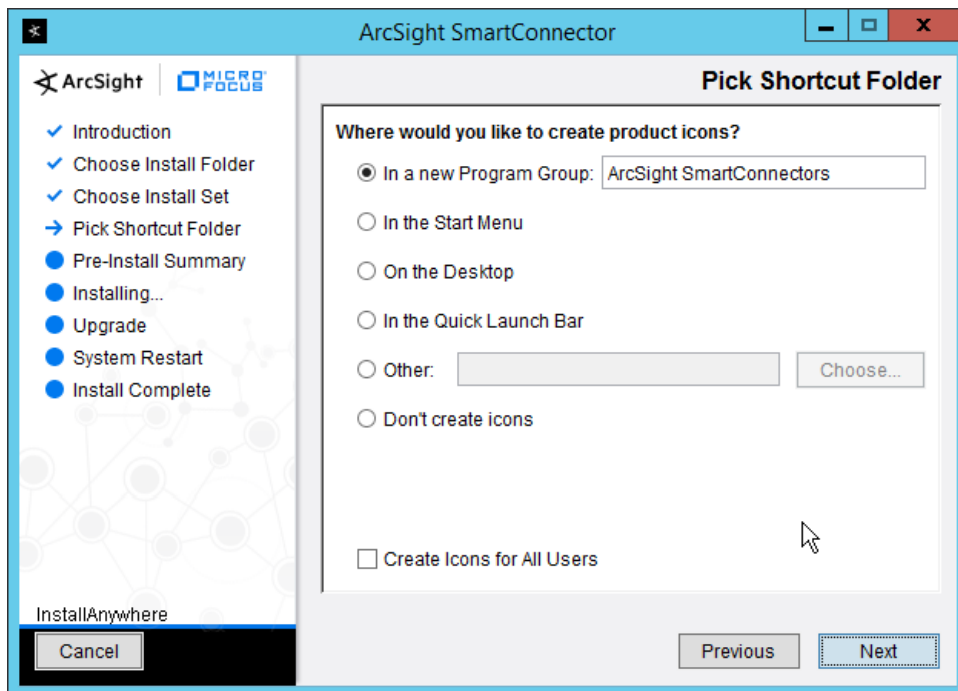 ArcSight SmartConnector
X
ArcSight
MICRO FOCUS
Pick Shortcut Folder
Introduction
Choose Install Folder
Choose Install Set
Pick Shortcut Folder
Pre-Install Summary
Installing...
Upgrade
System Restart
Install Complete
Where would you like to create product icons?
In a new Program Group: ArcSight SmartConnectors
In the Start Menu
On the Desktop
In the Quick Launch Bar
Other: Choose...
Don't create icons
Create Icons for All Users
InstallAnywhere
Cancel
Previous Next